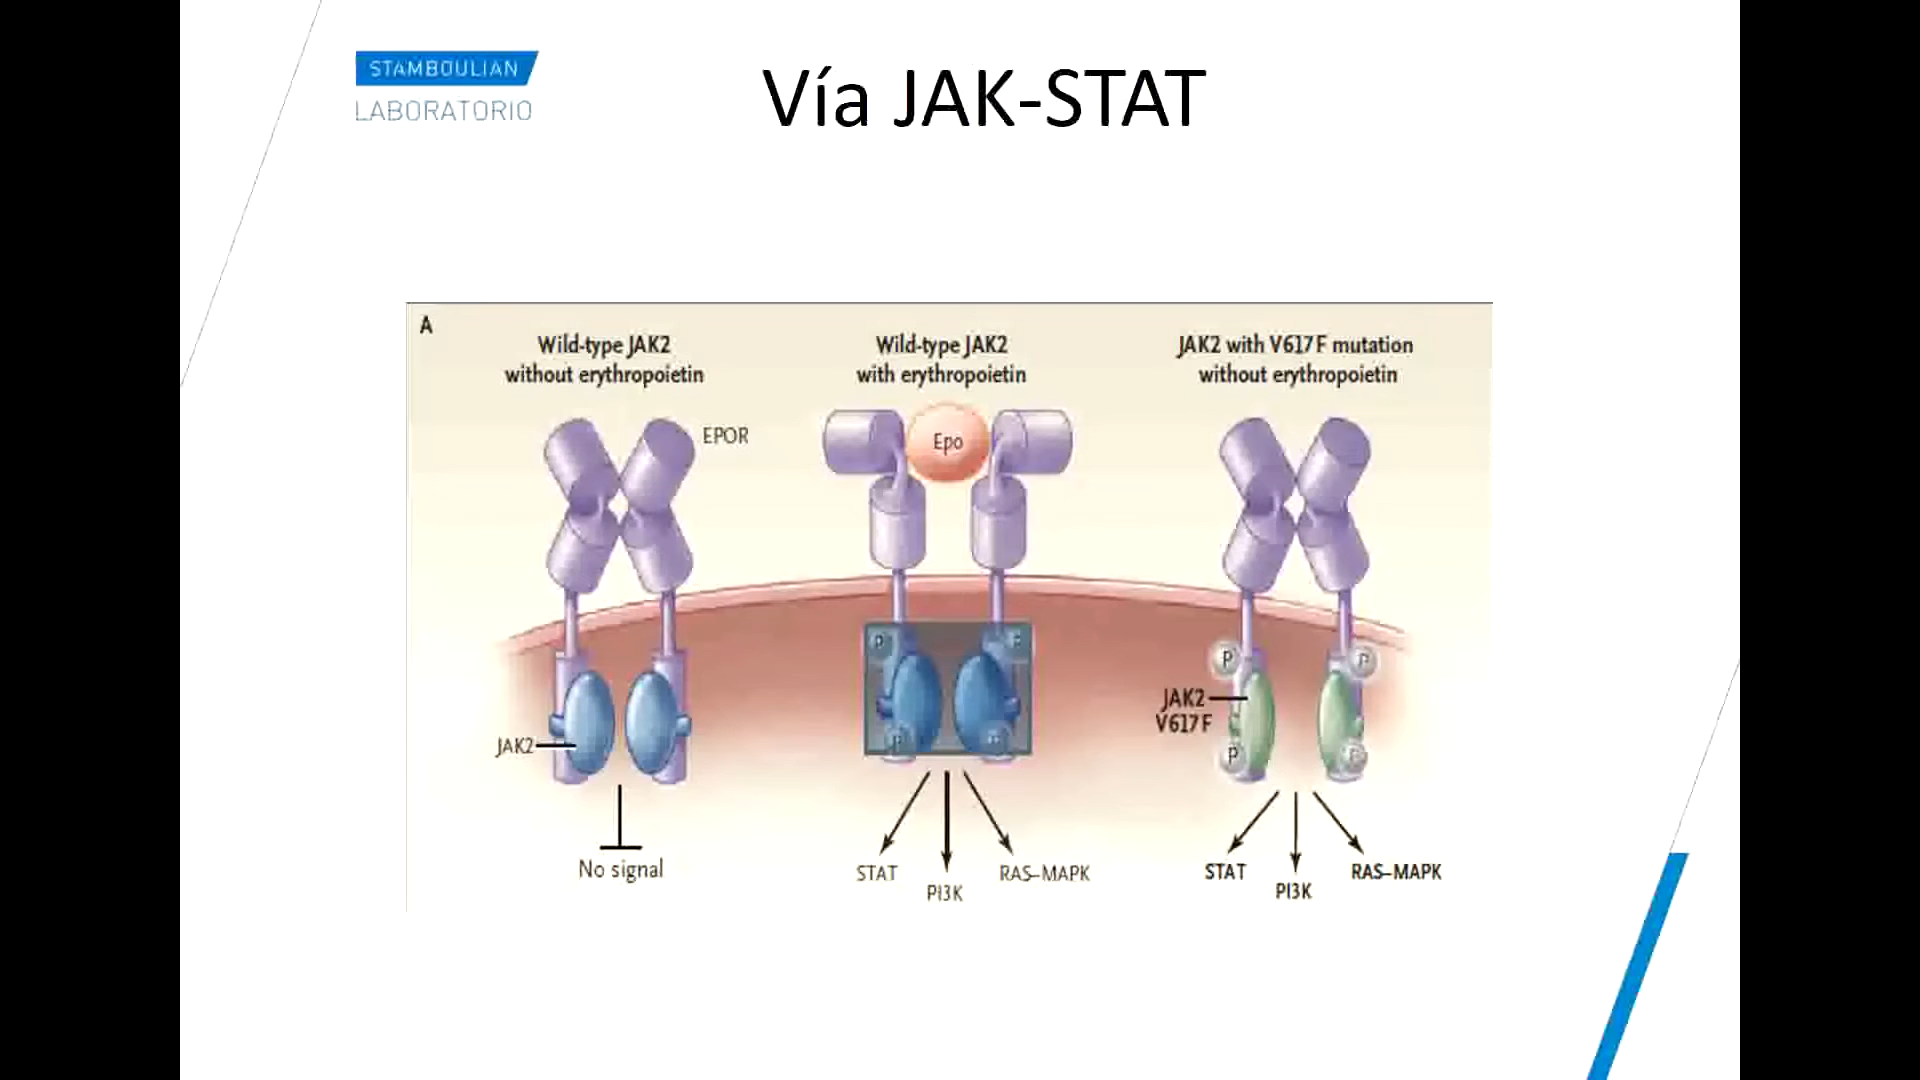 STAMBOULIAN
LABORATORIO
Vía JAK-STAT
A
Wild-type JAK2
without erythropoietin
EPOR
JAK2
No signal
Wild-type JAK2
with erythropoietin
Epo
P
P
P
P
STAT
PI3K
RAS–MAPK
JAK2 with V617F mutation
without erythropoietin
P
P
JAK2
V617F
P
P
STAT
PI3K
RAS–MAPK